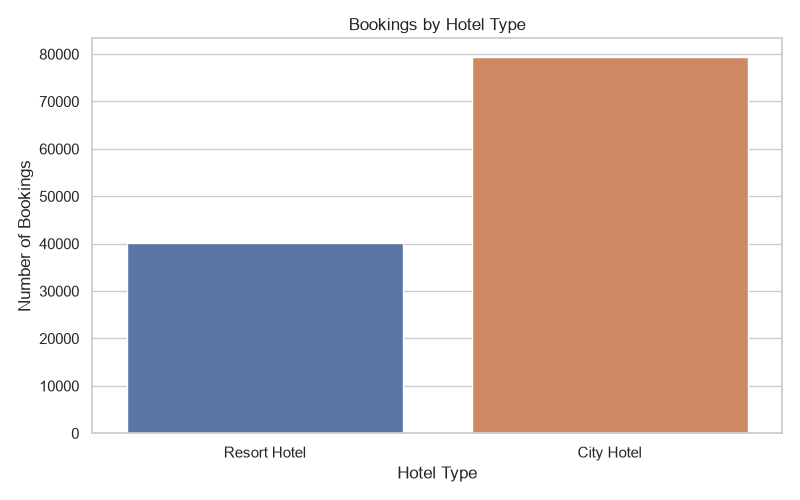 Bookings by Hotel Type
Number of Bookings
80000
70000
60000
50000
40000
30000
20000
10000
0
Resort Hotel
City Hotel
Hotel Type